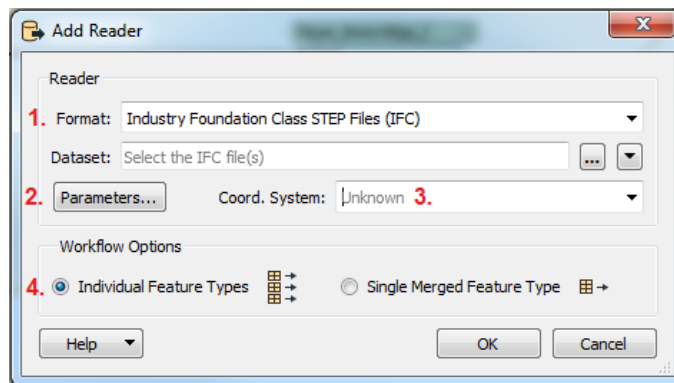 Add Reader
Reader
1. Format: Industry Foundation Class STEP Files (IFC)
Dataset: Select the IFC file(s) ...
2. Parameters... Coord. System: Unknown 3.
Workflow Options
4. Individual Feature Types Single Merged Feature Type
Help OK Cancel